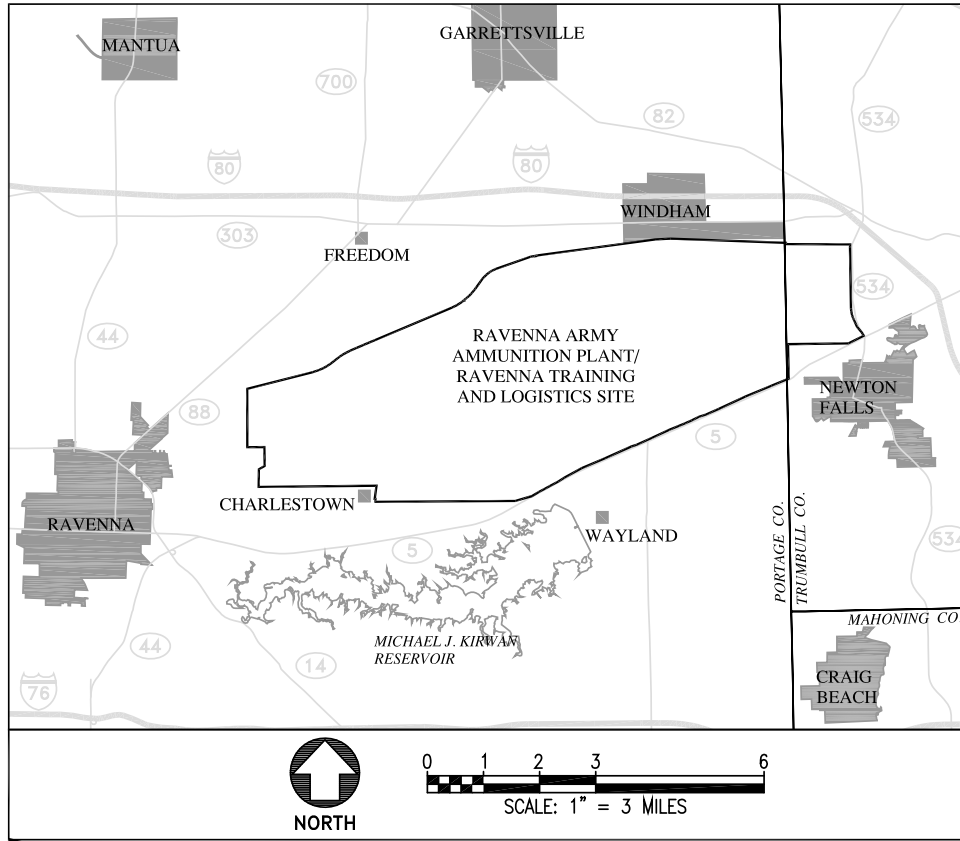 MANTUA
GARRETTSVILLE
700
82
534
80
80
WINDHAM
303
FREEDOM
534
RAVENNA ARMY
AMMUNITION PLANT/
RAVENNA TRAINING
AND LOGISTICS SITE
44
88
NEWTON
FALLS
5
CHARLESTOWN
RAVENNA
WAYLAND
5
534
PORTAGE CO.
TRUMBULL CO.
MAHONING CO.
MICHAEL J. KIRWAN
RESERVOIR
44
14
76
CRAIG
BEACH
0 1 2 3 6
SCALE: 1" = 3 MILES
NORTH